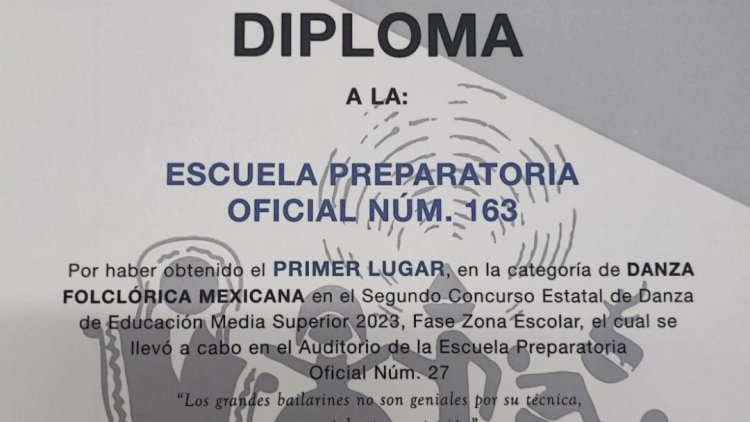 DIPLOMA
A LA:
ESCUELA PREPARATORIA
OFICIAL NÚM. 163
Por haber obtenido el PRIMER LUGAR, en la categoría de DANZA
FOLCLÓRICA MEXICANA en el Segundo Concurso Estatal de Danza
de Educación Media Superior 2023, Fase Zona Escolar, el cual se
llevó a cabo en el Auditorio de la Escuela Preparatoria
Oficial Núm. 27
“Los grandes bailarines no son geniales por su técnica,